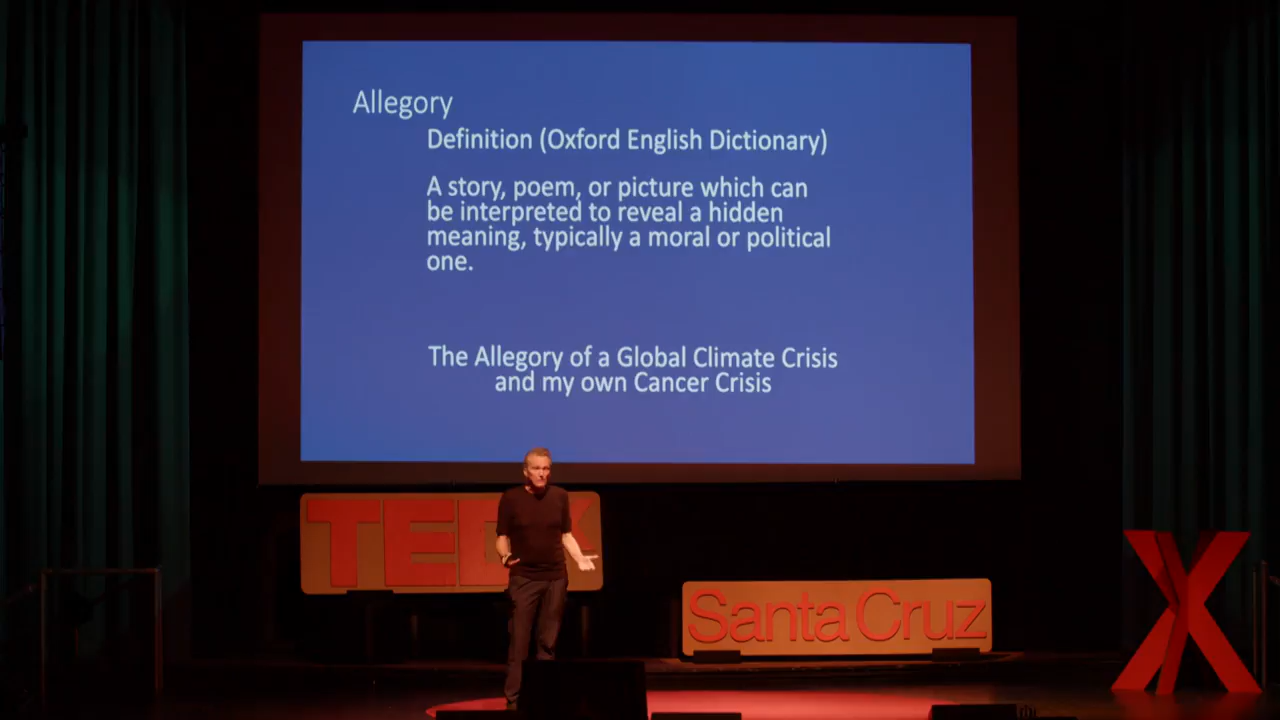 Allegory
Definition (Oxford English Dictionary)
A story, poem, or picture which can
be interpreted to reveal a hidden
meaning, typically a moral or political
one.
The Allegory of a Global Climate Crisis
and my own Cancer Crisis
TEDX
Santa Cruz
X